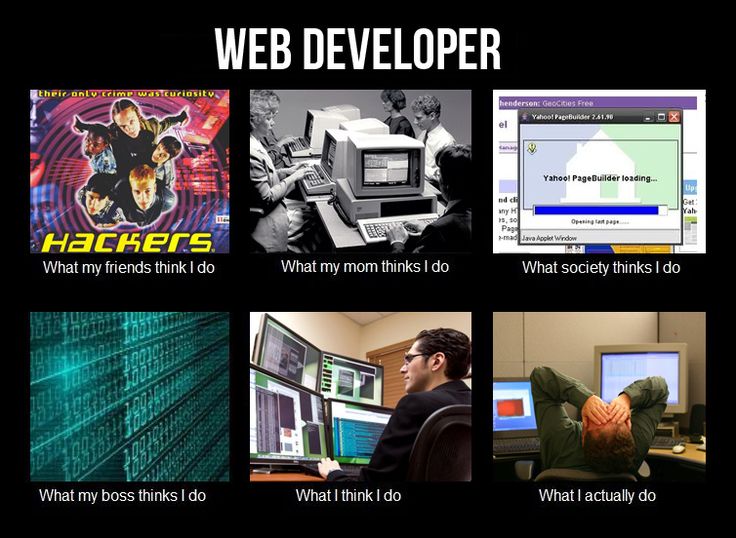 WEB DEVELOPER
their only crime was curiosity
HACKERS
What my friends think I do
What my mom thinks I do
henderson: GeoCities Free
Yahoo! PageBuilder 2.61.90
Yahoo! PageBuilder loading...
Opening last page......
Java Applet Window
What society thinks I do
What my boss thinks I do
What I think I do
What I actually do